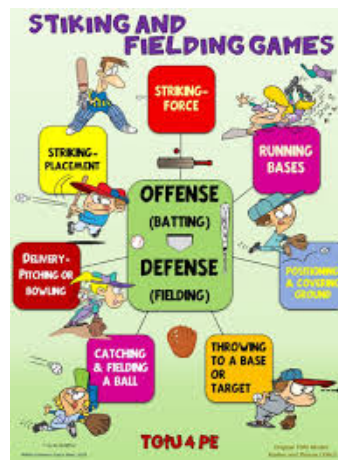 STIKING AND
FIELDING GAMES
STRIKING-
FORCE
STRIKING-
PLACEMENT
RUNNING
BASES
OFFENSE
(BATTING)
DEFENSE
(FIELDING)
DELIVERY-
PITCHING OR
BOWLING
POSITIONING
& COVERING
GROUND
CATCHING
& FIELDING
A BALL
THROWING
TO A BASE
OR
TARGET
TGfU 4 PE